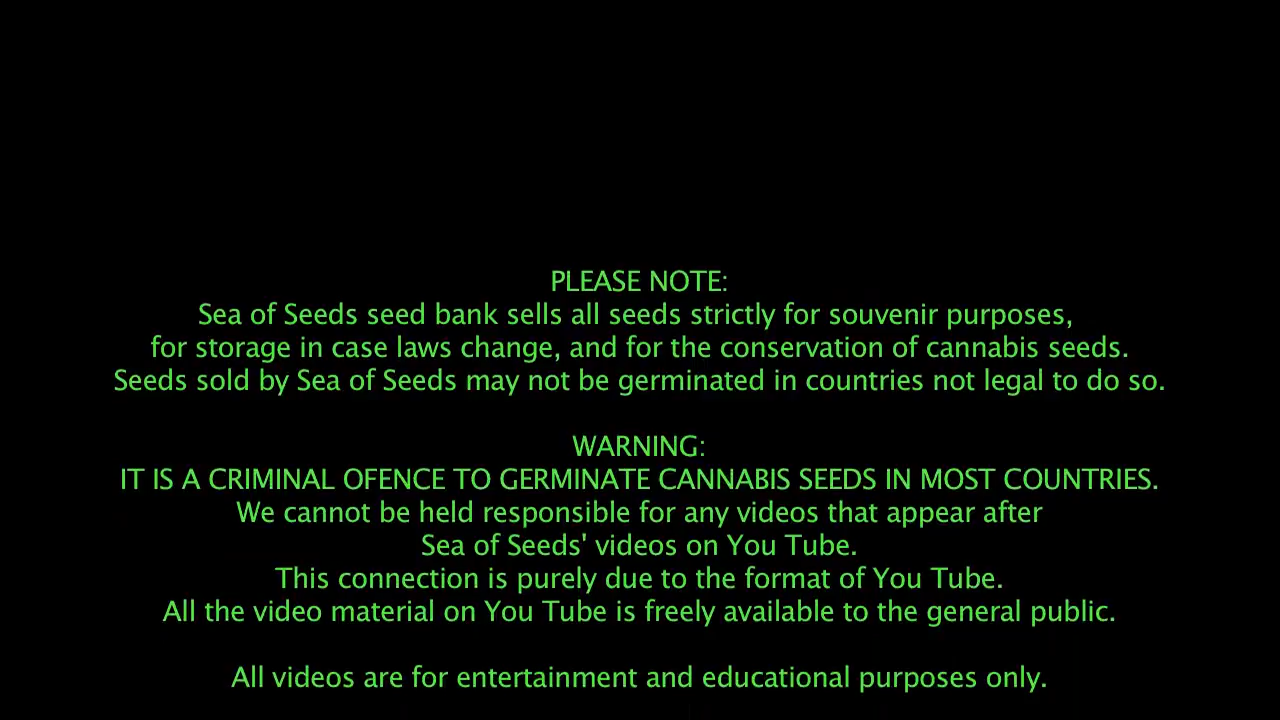 PLEASE NOTE:
Sea of Seeds seed bank sells all seeds strictly for souvenir purposes,
for storage in case laws change, and for the conservation of cannabis seeds.
Seeds sold by Sea of Seeds may not be germinated in countries not legal to do so.
WARNING:
IT IS A CRIMINAL OFENCE TO GERMINATE CANNABIS SEEDS IN MOST COUNTRIES.
We cannot be held responsible for any videos that appear after
Sea of Seeds' videos on You Tube.
This connection is purely due to the format of You Tube.
All the video material on You Tube is freely available to the general public.
All videos are for entertainment and educational purposes only.